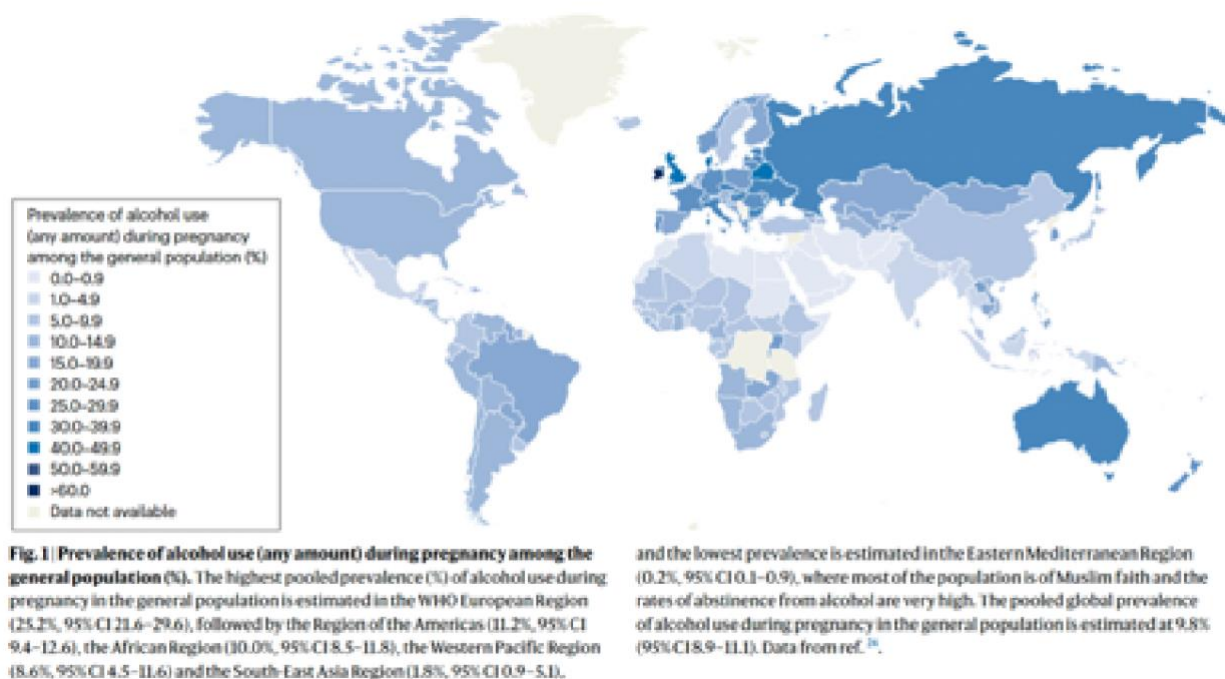 Prevalence of alcohol use
(any amount) during pregnancy
among the general population (%)
0.0–0.9
1.0–4.9
5.0–9.9
10.0–14.9
15.0–19.9
20.0–24.9
25.0–29.9
30.0–39.9
40.0–49.9
50.0–59.9
>60.0
Data not available
Fig. 1 | Prevalence of alcohol use (any amount) during pregnancy among the
general population (%). The highest pooled prevalence (%) of alcohol use during
pregnancy in the general population is estimated in the WHO European Region
(25.2%, 95% CI 21.6–29.6), followed by the Region of the Americas (11.2%, 95% CI
9.4–12.6), the African Region (10.0%, 95% CI 8.5–11.8), the Western Pacific Region
(8.6%, 95% CI 4.5–11.6) and the South-East Asia Region (1.8%, 95% CI 0.9–5.1),
and the lowest prevalence is estimated in the Eastern Mediterranean Region
(0.2%, 95% CI 0.1–0.9), where most of the population is of Muslim faith and the
rates of abstinence from alcohol are very high. The pooled global prevalence
of alcohol use during pregnancy in the general population is estimated at 9.8%
(95% CI 8.9–11.1). Data from ref.